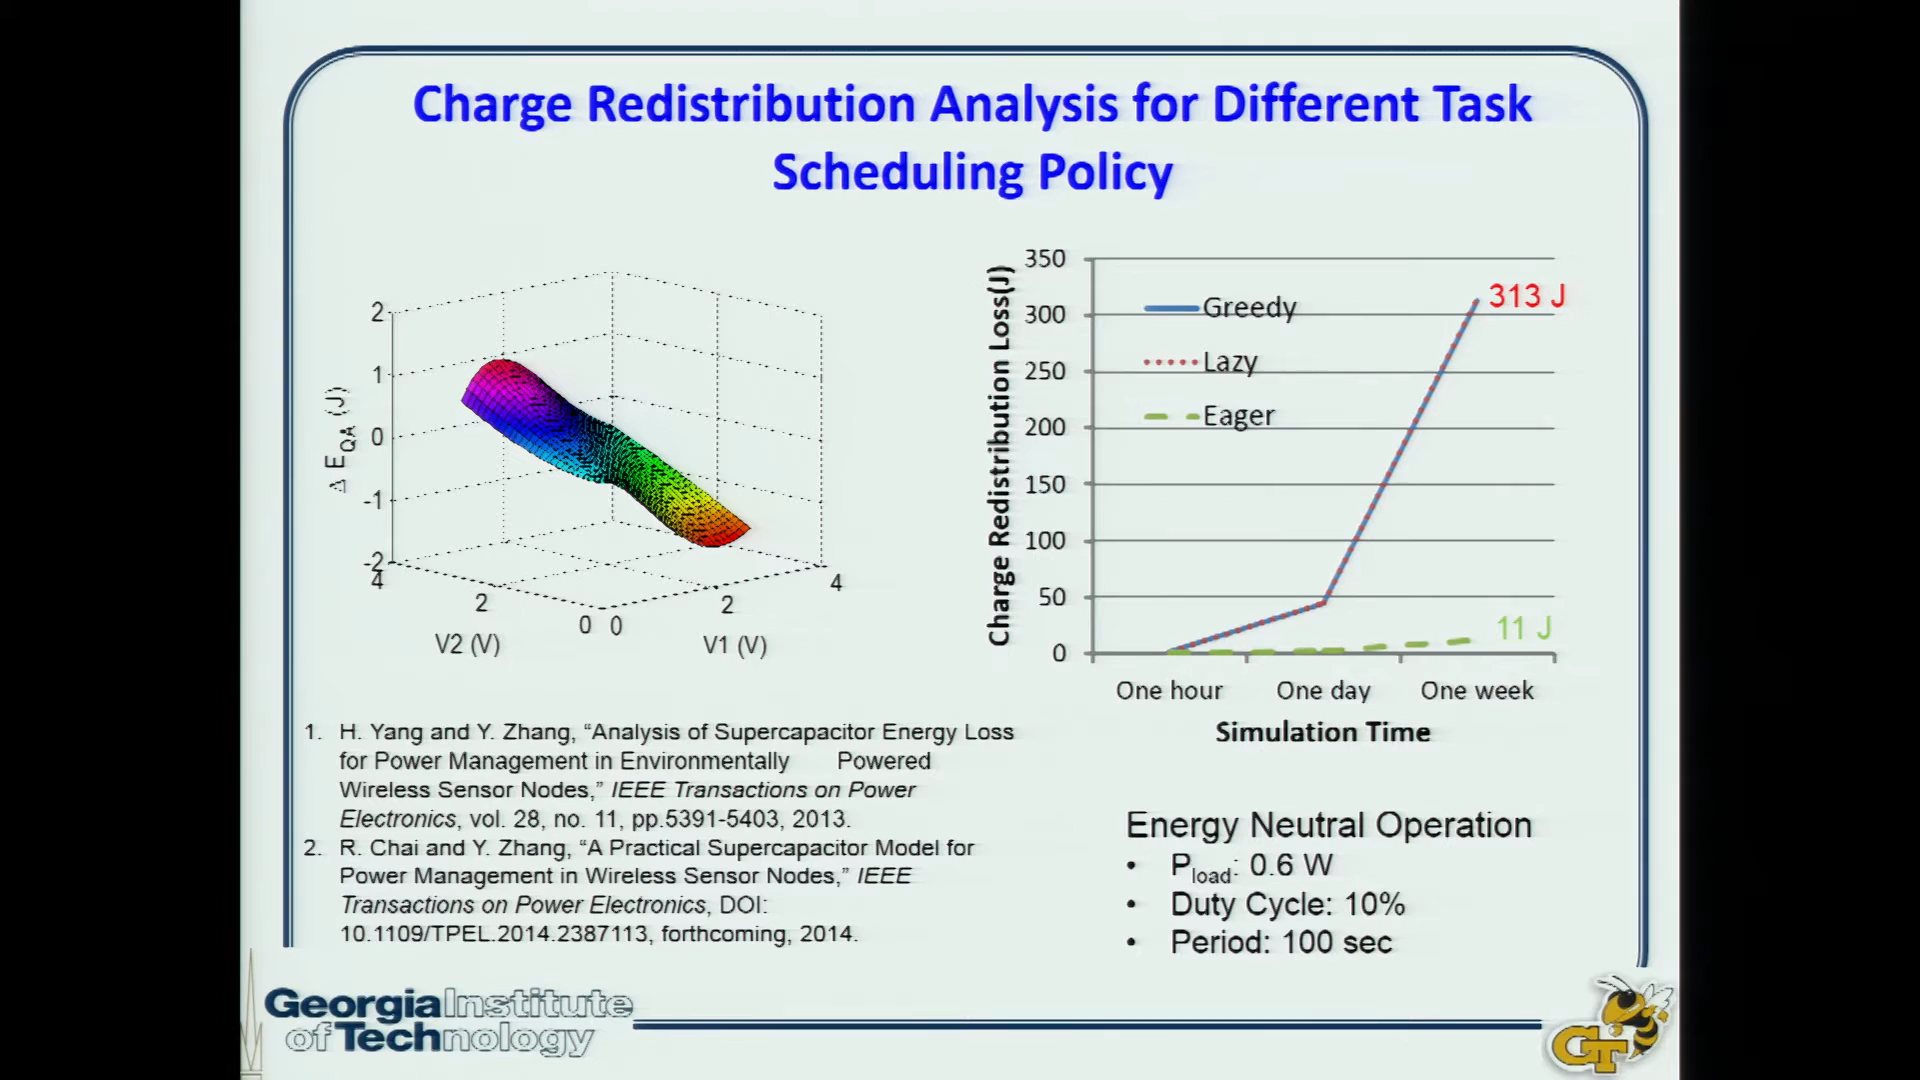 Charge Redistribution Analysis for Different Task
Scheduling Policy
2
1
0
-1
-2
Δ E_QA (J)
4
2
0
V2 (V)
0
2
4
V1 (V)
350
300
250
200
150
100
50
0
Charge Redistribution Loss(J)
Greedy
Lazy
Eager
313 J
11 J
One hour
One day
One week
Simulation Time
1. H. Yang and Y. Zhang, “Analysis of Supercapacitor Energy Loss
for Power Management in Environmentally Powered
Wireless Sensor Nodes,” IEEE Transactions on Power
Electronics, vol. 28, no. 11, pp.5391-5403, 2013.
2. R. Chai and Y. Zhang, “A Practical Supercapacitor Model for
Power Management in Wireless Sensor Nodes,” IEEE
Transactions on Power Electronics, DOI:
10.1109/TPEL.2014.2387113, forthcoming, 2014.
Energy Neutral Operation
• Pload: 0.6 W
• Duty Cycle: 10%
• Period: 100 sec
Georgia Institute
of Technology
GT